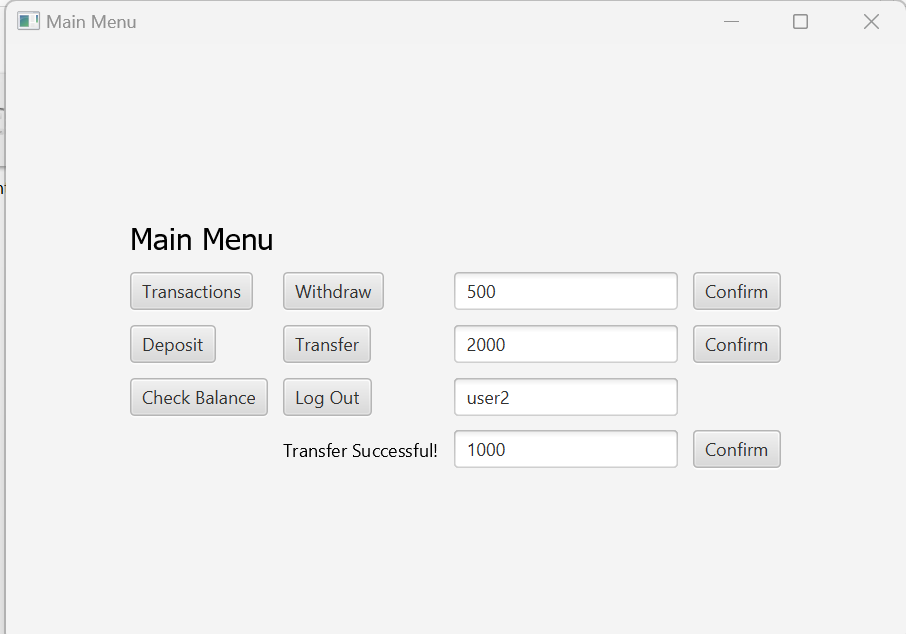 Main Menu
Main Menu
Transactions Withdraw 500 Confirm
Deposit Transfer 2000 Confirm
Check Balance Log Out user2
Transfer Successful! 1000 Confirm